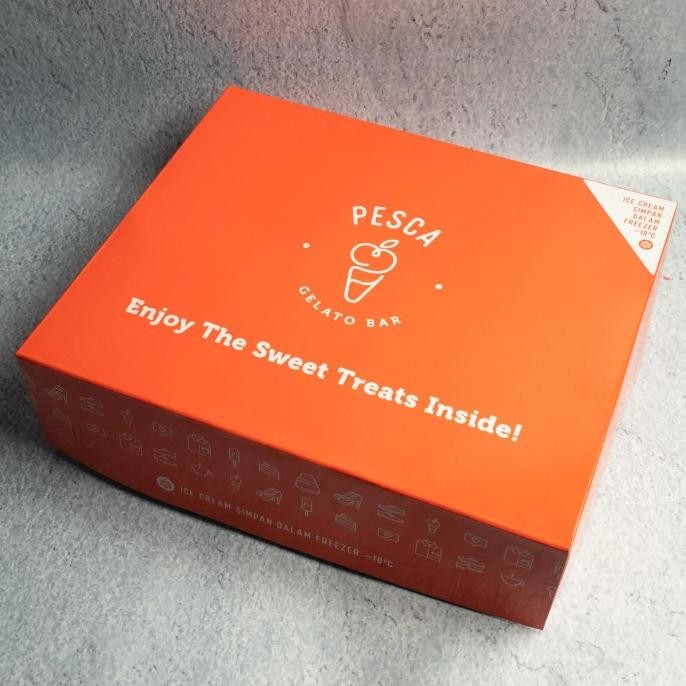 PESCA
GELATO BAR
Enjoy The Sweet Treats Inside!
ICE CREAM
SIMPAN
DALAM
FREEZER
-18°C
ICE CREAM SIMPAN DALAM FREEZER -18°C